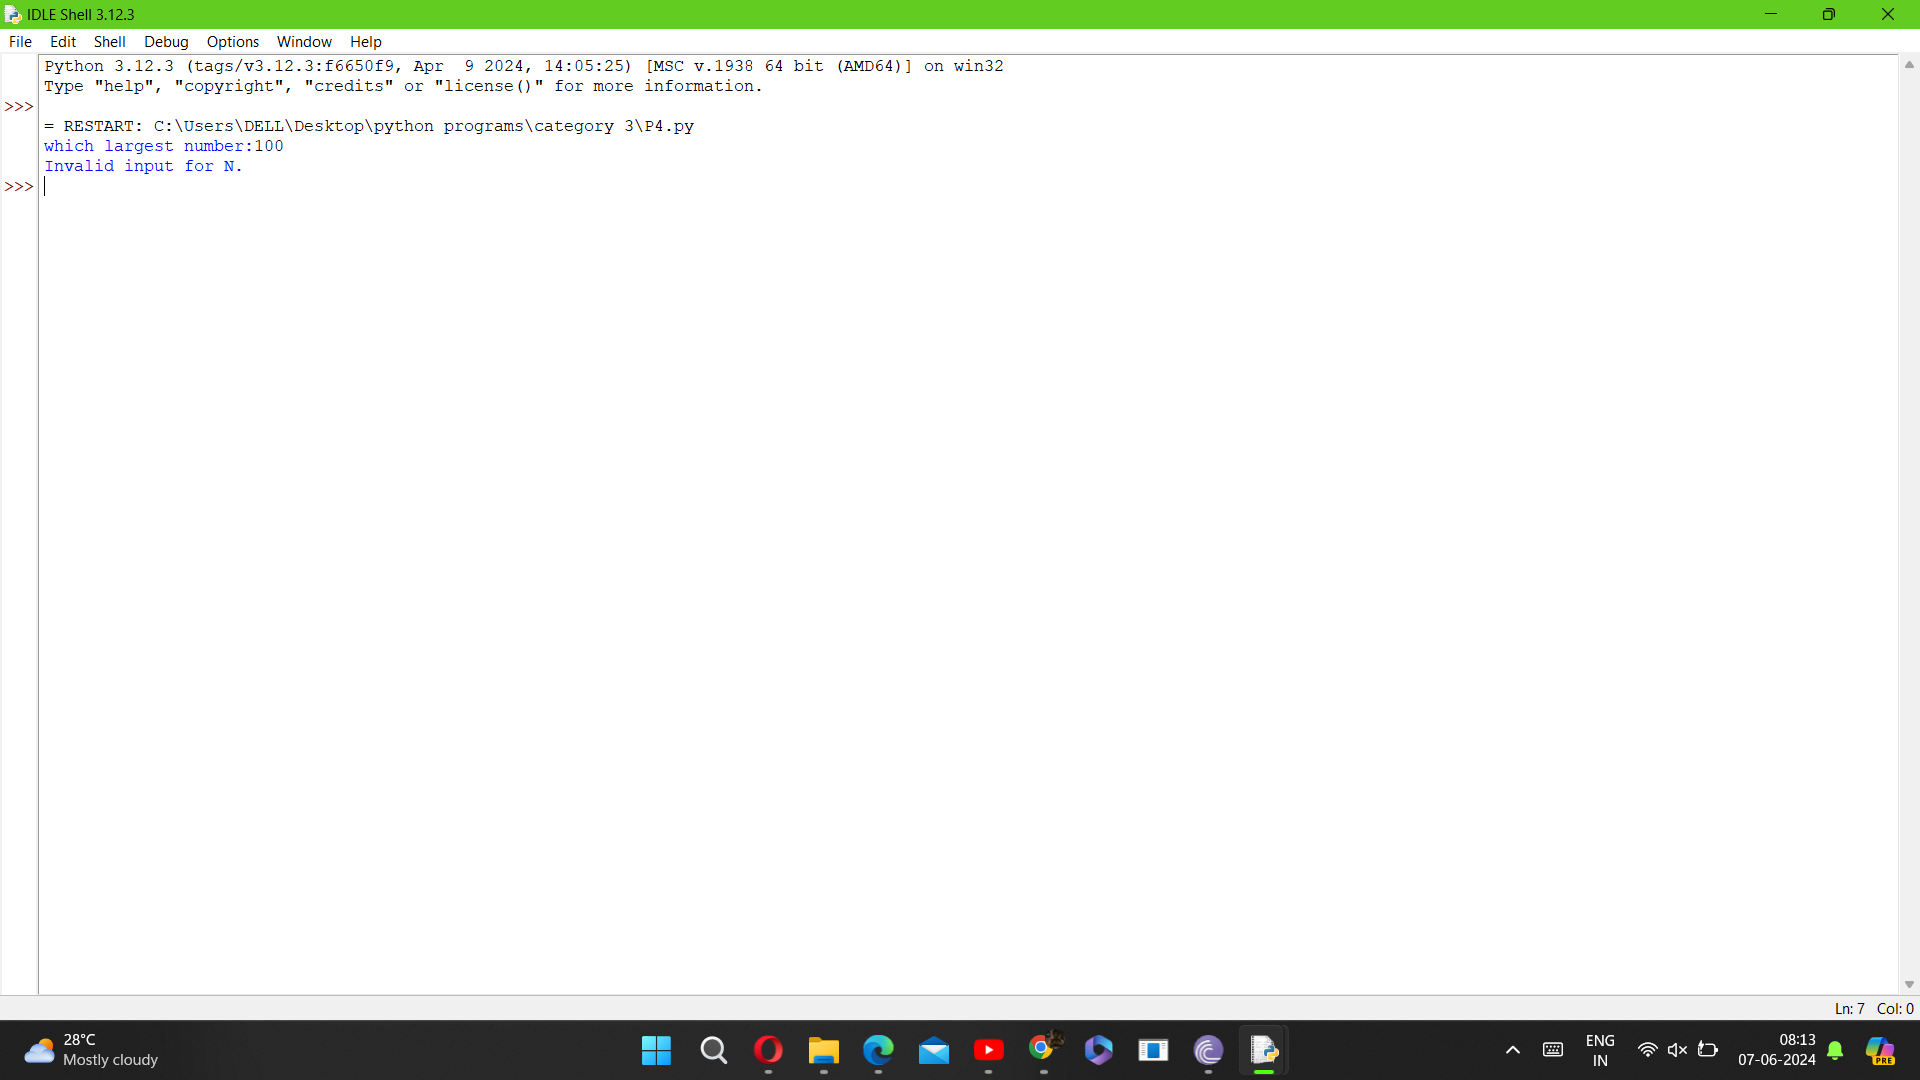 IDLE Shell 3.12.3
File Edit Shell Debug Options Window Help
Python 3.12.3 (tags/v3.12.3:f6650f9, Apr  9 2024, 14:05:25) [MSC v.1938 64 bit (AMD64)] on win32
Type "help", "copyright", "credits" or "license()" for more information.
>>>
= RESTART: C:\Users\DELL\Desktop\python programs\category 3\P4.py
which largest number:100
Invalid input for N.
>>>
Ln: 7 Col: 0
28°C
Mostly cloudy
ENG
IN
08:13
07-06-2024
PRE